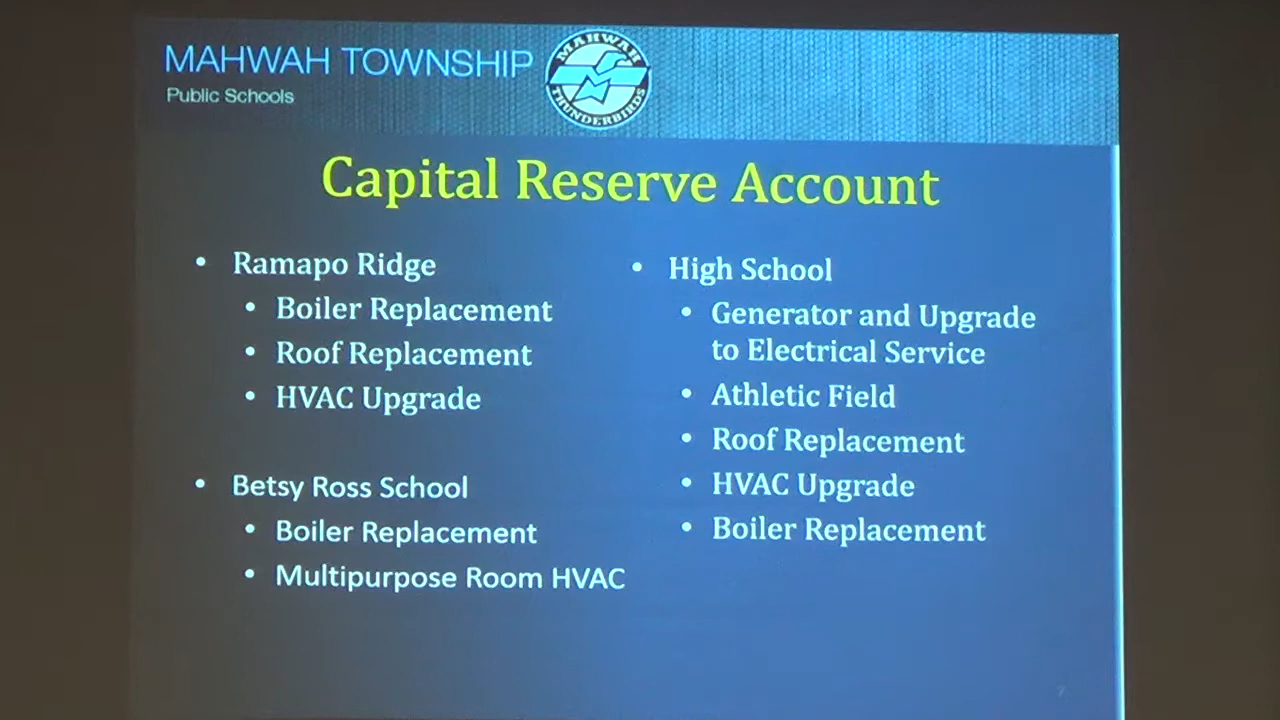 MAHWAH TOWNSHIP
Public Schools
MAHWAH
THUNDERBIRDS
Capital Reserve Account
• Ramapo Ridge
• Boiler Replacement
• Roof Replacement
• HVAC Upgrade
• Betsy Ross School
• Boiler Replacement
• Multipurpose Room HVAC
• High School
• Generator and Upgrade
to Electrical Service
• Athletic Field
• Roof Replacement
• HVAC Upgrade
• Boiler Replacement